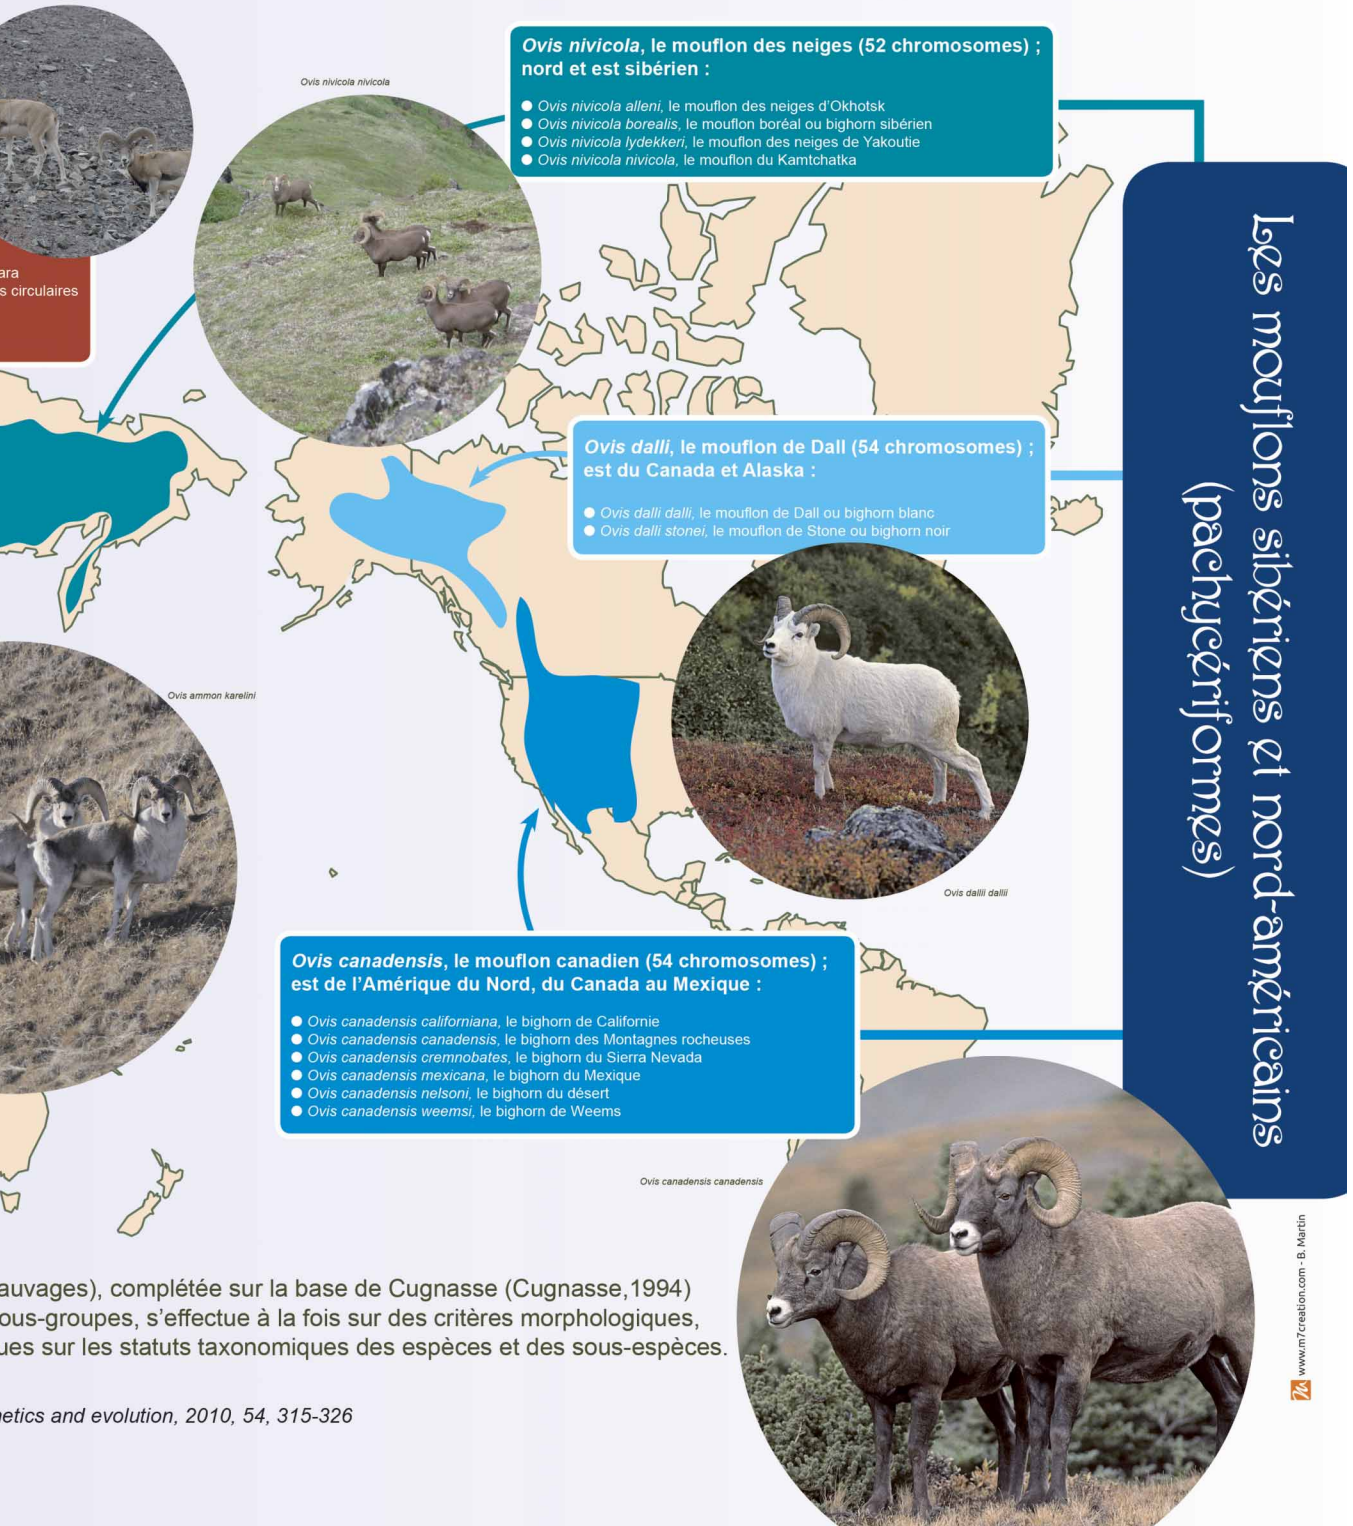 Ovis nivicola, le mouflon des neiges (52 chromosomes) ;
nord et est sibérien :
● Ovis nivicola alleni, le mouflon des neiges d'Okhotsk
● Ovis nivicola borealis, le mouflon boréal ou bighorn sibérien
● Ovis nivicola lydekkeri, le mouflon des neiges de Yakoutie
● Ovis nivicola nivicola, le mouflon du Kamtchatka
Ovis nivicola nivicola
ara
s circulaires
Les mouflons sibériens et nord-américains
(pachycériformes)
Ovis dalli, le mouflon de Dall (54 chromosomes) ;
est du Canada et Alaska :
● Ovis dalli dalli, le mouflon de Dall ou bighorn blanc
● Ovis dalli stonei, le mouflon de Stone ou bighorn noir
Ovis ammon karelini
Ovis dallii dallii
Ovis canadensis, le mouflon canadien (54 chromosomes) ;
est de l'Amérique du Nord, du Canada au Mexique :
● Ovis canadensis californiana, le bighorn de Californie
● Ovis canadensis canadensis, le bighorn des Montagnes rocheuses
● Ovis canadensis cremnobates, le bighorn du Sierra Nevada
● Ovis canadensis mexicana, le bighorn du Mexique
● Ovis canadensis nelsoni, le bighorn du désert
● Ovis canadensis weemsi, le bighorn de Weems
Ovis canadensis canadensis
auvages), complétée sur la base de Cugnasse (Cugnasse,1994)
ous-groupes, s'effectue à la fois sur des critères morphologiques,
ues sur les statuts taxonomiques des espèces et des sous-espèces.
netics and evolution, 2010, 54, 315-326
www.m7creation.com - B. Martin